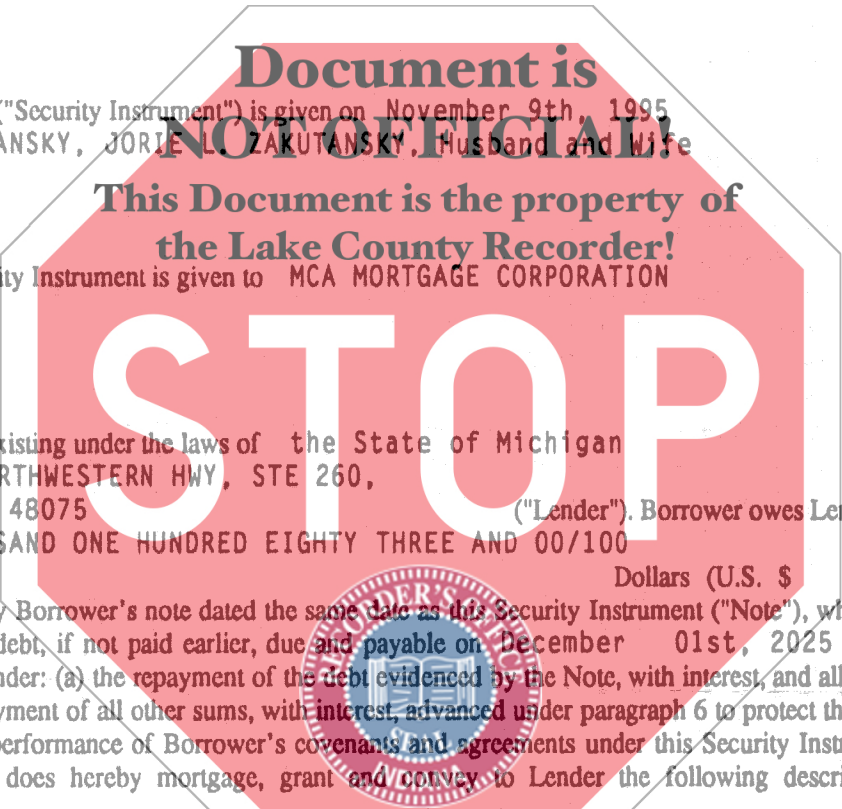 Document is
("Security Instrument") is given on November 9th, 1995
ANSKY, JORIE L. ZAKUTANSKY, Husband and Wife
NOT OFFICIAL!
This Document is the property of
the Lake County Recorder!
ity Instrument is given to MCA MORTGAGE CORPORATION
STOP
xisting under the laws of the State of Michigan
RTHWESTERN HWY, STE 260,
48075 ("Lender"). Borrower owes Len
SAND ONE HUNDRED EIGHTY THREE AND 00/100
Dollars (U.S. $
y Borrower's note dated the same date as this Security Instrument ("Note"), wh
debt, if not paid earlier, due and payable on December 01st, 2025
nder: (a) the repayment of the debt evidenced by the Note, with interest, and all
yment of all other sums, with interest, advanced under paragraph 6 to protect th
performance of Borrower's covenants and agreements under this Security Instr
does hereby mortgage, grant and convey to Lender the following descri
RECORDER'S OFFICE
SEAL
INDIANA